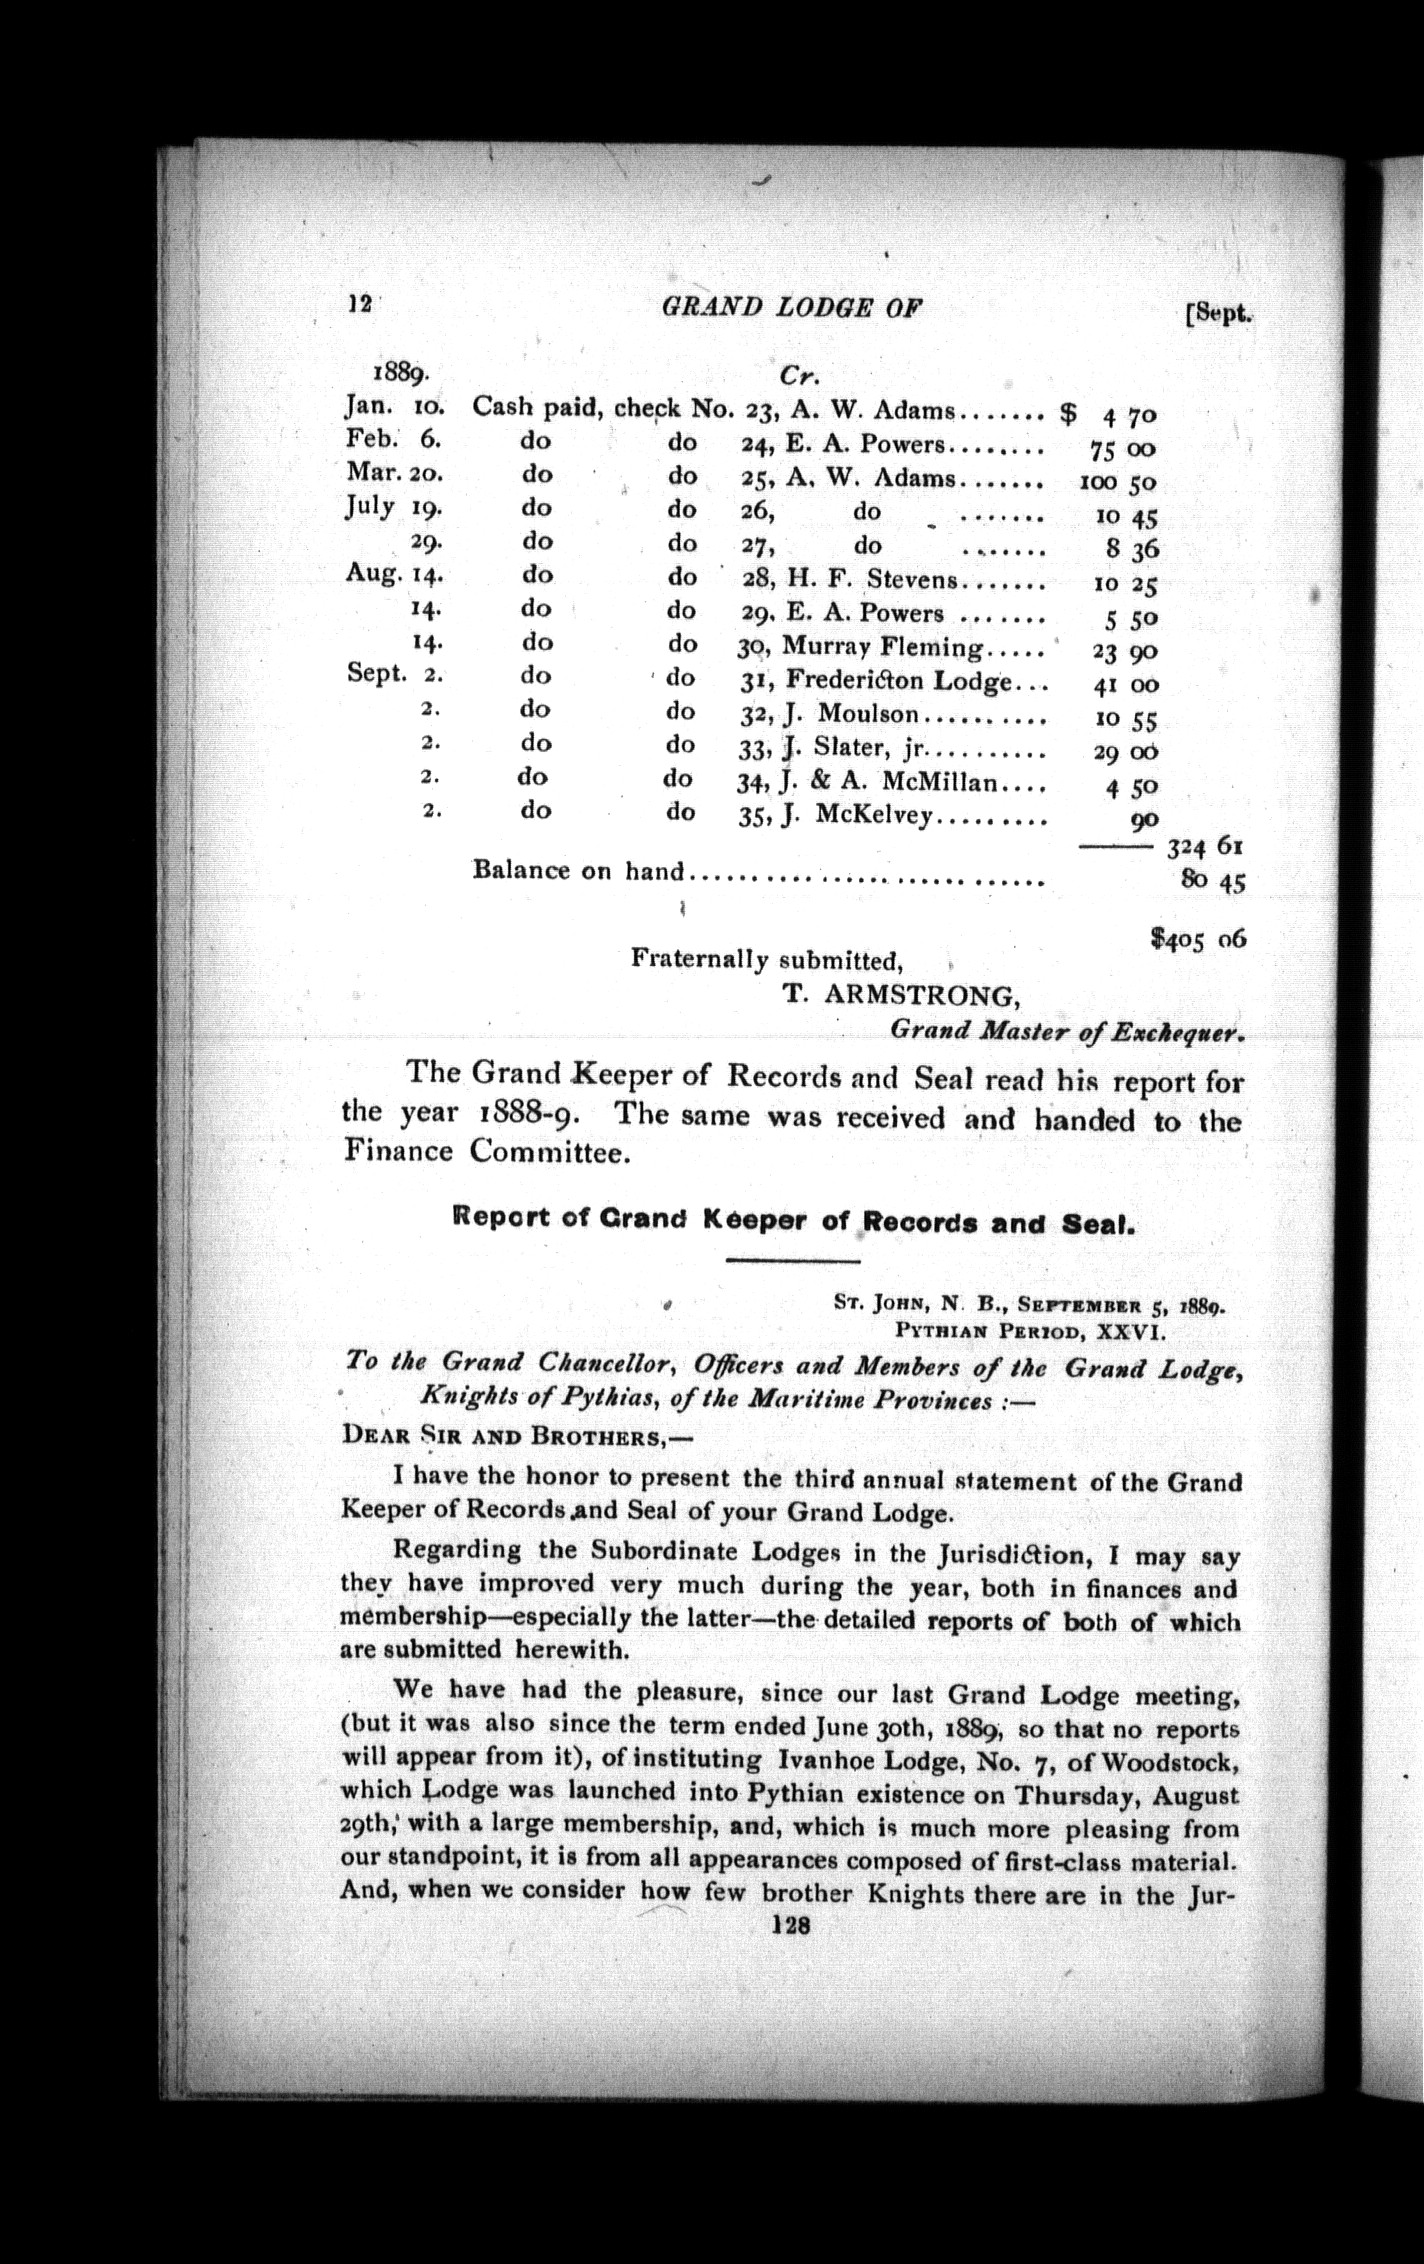 12 GRAND LODGE OF [Sept.
1889. Cr.
Jan. 10. Cash paid, check No. 23, A. W. Adams....... $ 4 70
Feb. 6. do do 24, E. A. Powers........ 75 00
Mar. 20. do do 25, A. W. Adams....... 100 50
July 19. do do 26, do ....... 10 45
29. do do 27, do ....... 8 36
Aug. 14. do do 28, H. F. Stevens....... 10 25
14. do do 29, E. A. Powers ....... 5 50
14. do do 30, Murray Fleming..... 23 90
Sept. 2. do do 31, Fredericton Lodge... 41 00
2. do do 32, J. Moulson.......... 10 55
2. do do 33, J. Slater, jr.......... 29 00
2. do do 34, J. & A. McMillan.... 4 50
2. do do 35, J. McKelvey......... 90
324 61
Balance on hand............................. 80 45
$405 06
Fraternally submitted,
T. ARMSTRONG,
Grand Master of Exchequer.
The Grand Keeper of Records and Seal read his report for
the year 1888-9. The same was received and handed to the
Finance Committee.
Report of Grand Keeper of Records and Seal.
ST. JOHN, N. B., SEPTEMBER 5, 1889.
PYTHIAN PERIOD, XXVI.
To the Grand Chancellor, Officers and Members of the Grand Lodge,
Knights of Pythias, of the Maritime Provinces :—
DEAR SIR AND BROTHERS,—
I have the honor to present the third annual statement of the Grand
Keeper of Records and Seal of your Grand Lodge.
Regarding the Subordinate Lodges in the Jurisdiction, I may say
they have improved very much during the year, both in finances and
membership—especially the latter—the detailed reports of both of which
are submitted herewith.
We have had the pleasure, since our last Grand Lodge meeting,
(but it was also since the term ended June 30th, 1889, so that no reports
will appear from it), of instituting Ivanhoe Lodge, No. 7, of Woodstock,
which Lodge was launched into Pythian existence on Thursday, August
29th, with a large membership, and, which is much more pleasing from
our standpoint, it is from all appearances composed of first-class material.
And, when we consider how few brother Knights there are in the Jur-
128